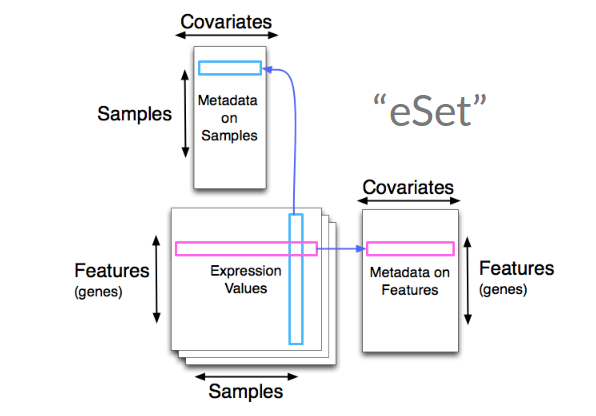 Covariates
Samples
Metadata
on
Samples
“eSet”
Covariates
Features
(genes)
Expression
Values
Metadata on
Features
Features
(genes)
Samples